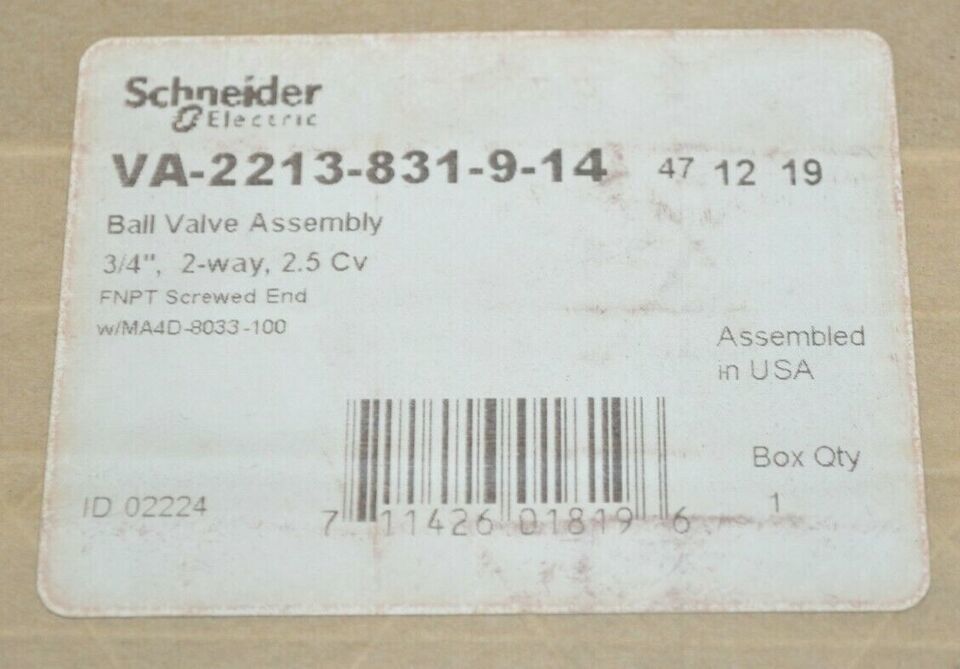 Schneider
Electric
VA-2213-831-9-14 47 12 19
Ball Valve Assembly
3/4", 2-way, 2.5 Cv
FNPT Screwed End
w/MA4D-8033-100
Assembled
in USA
Box Qty
1
ID 02224
7 11426 01819 6